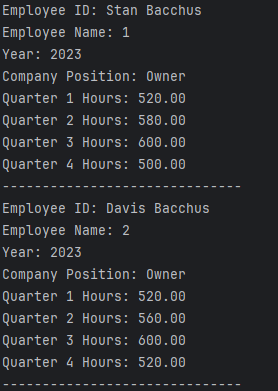 Employee ID: Stan Bacchus
Employee Name: 1
Year: 2023
Company Position: Owner
Quarter 1 Hours: 520.00
Quarter 2 Hours: 580.00
Quarter 3 Hours: 600.00
Quarter 4 Hours: 500.00
------------------------------
Employee ID: Davis Bacchus
Employee Name: 2
Year: 2023
Company Position: Owner
Quarter 1 Hours: 520.00
Quarter 2 Hours: 560.00
Quarter 3 Hours: 600.00
Quarter 4 Hours: 520.00
------------------------------